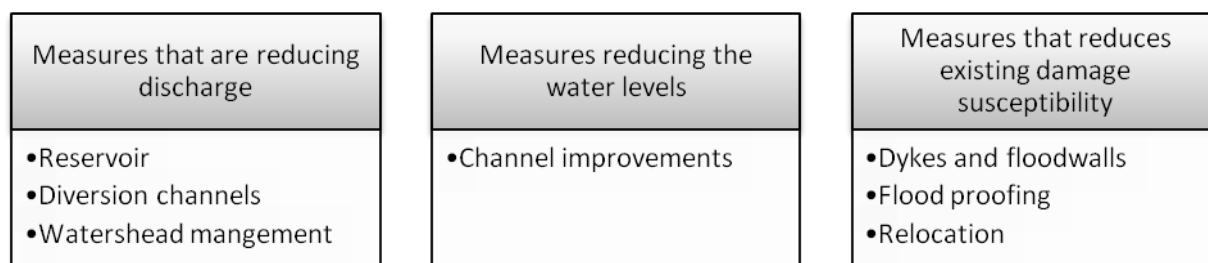 Measures that are reducing
discharge
•Reservoir
•Diversion channels
•Watershead mangement
Measures reducing the
water levels
•Channel improvements
Measures that reduces
existing damage
susceptibility
•Dykes and floodwalls
•Flood proofing
•Relocation